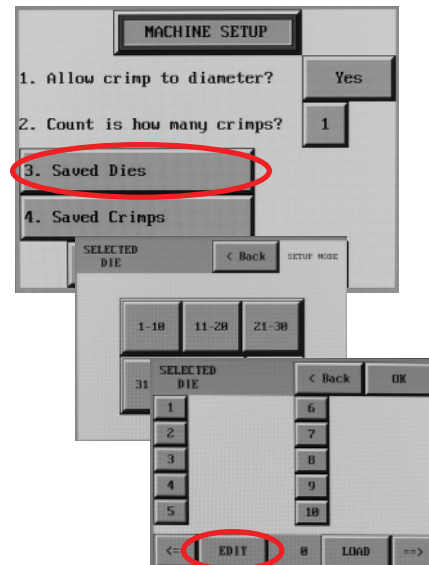 MACHINE SETUP
1. Allow crimp to diameter? Yes
2. Count is how many crimps? 1
3. Saved Dies
4. Saved Crimps
SELECTED DIE < Back SETUP MODE
1-10 11-20 21-30
31
SELECTED DIE < Back OK
1 6
2 7
3 8
4 9
5 10
<= EDIT 0 LOAD ==>